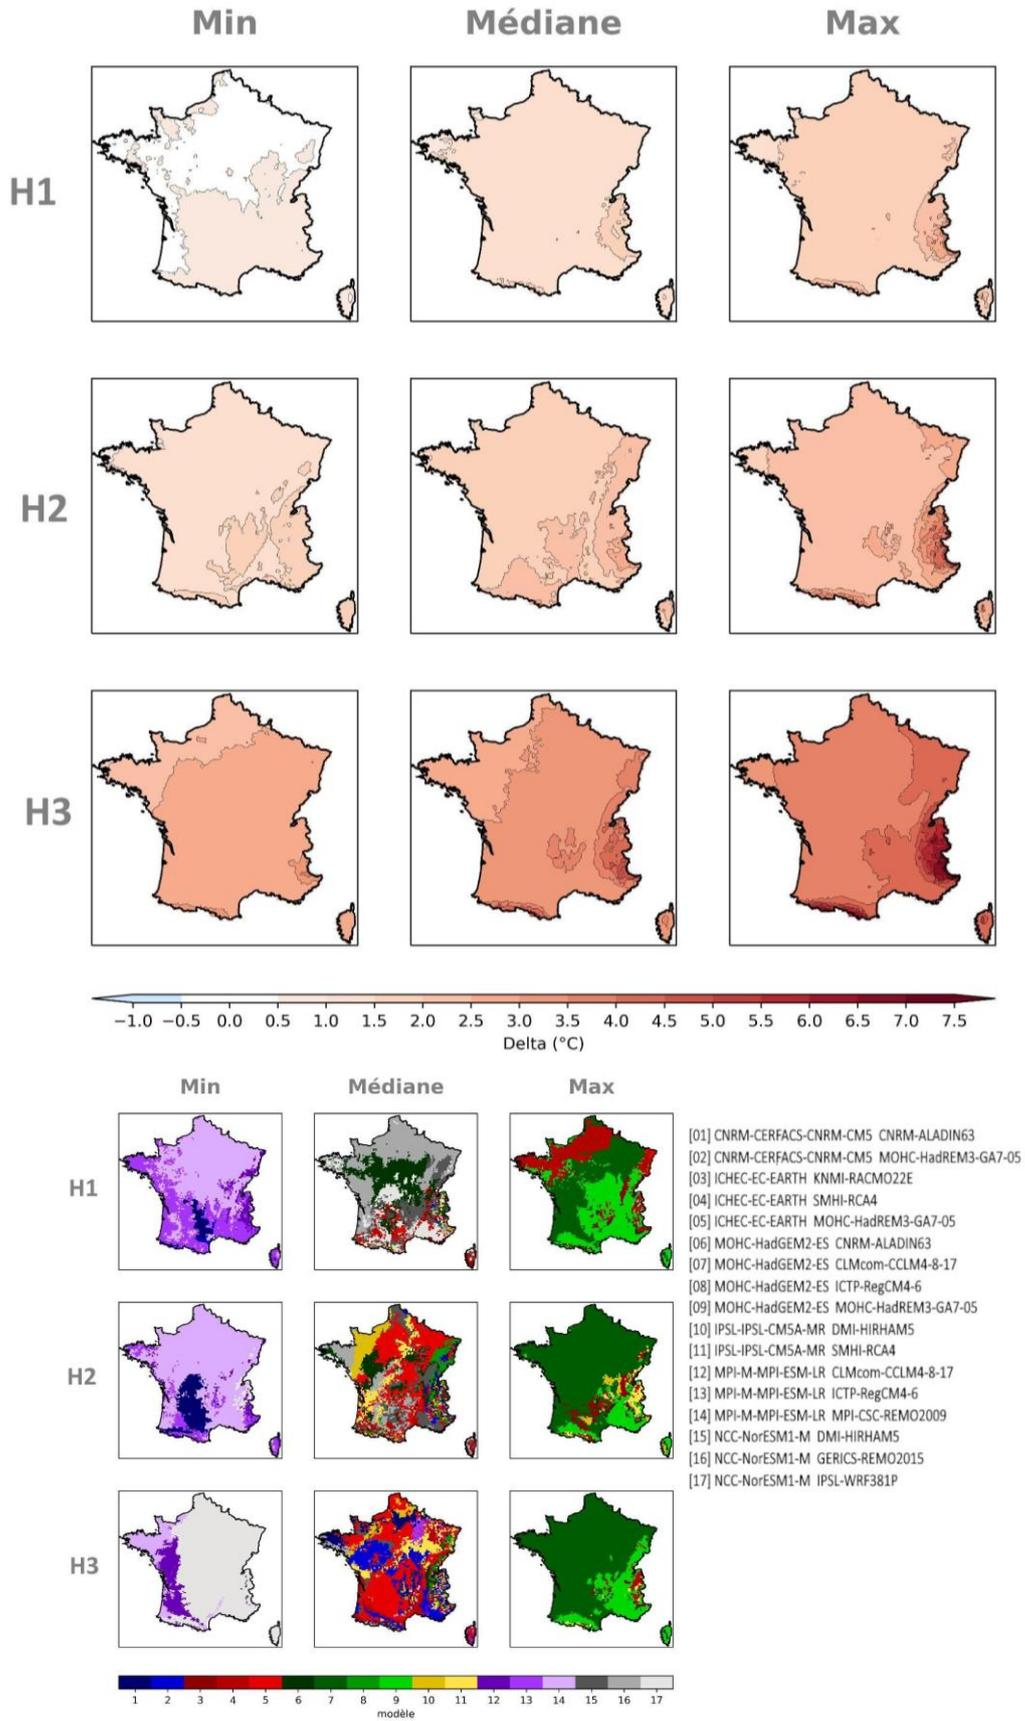 Min Médiane Max
H1
H2
H3
−1.0 −0.5 0.0 0.5 1.0 1.5 2.0 2.5 3.0 3.5 4.0 4.5 5.0 5.5 6.0 6.5 7.0 7.5
Delta (°C)
Min Médiane Max
H1
H2
H3
[01] CNRM-CERFACS-CNRM-CM5 CNRM-ALADIN63
[02] CNRM-CERFACS-CNRM-CM5 MOHC-HadREM3-GA7-05
[03] ICHEC-EC-EARTH KNMI-RACMO22E
[04] ICHEC-EC-EARTH SMHI-RCA4
[05] ICHEC-EC-EARTH MOHC-HadREM3-GA7-05
[06] MOHC-HadGEM2-ES CNRM-ALADIN63
[07] MOHC-HadGEM2-ES CLMcom-CCLM4-8-17
[08] MOHC-HadGEM2-ES ICTP-RegCM4-6
[09] MOHC-HadGEM2-ES MOHC-HadREM3-GA7-05
[10] IPSL-IPSL-CM5A-MR DMI-HIRHAM5
[11] IPSL-IPSL-CM5A-MR SMHI-RCA4
[12] MPI-M-MPI-ESM-LR CLMcom-CCLM4-8-17
[13] MPI-M-MPI-ESM-LR ICTP-RegCM4-6
[14] MPI-M-MPI-ESM-LR MPI-CSC-REMO2009
[15] NCC-NorESM1-M DMI-HIRHAM5
[16] NCC-NorESM1-M GERICS-REMO2015
[17] NCC-NorESM1-M IPSL-WRF381P
1 2 3 4 5 6 7 8 9 10 11 12 13 14 15 16 17
modèle